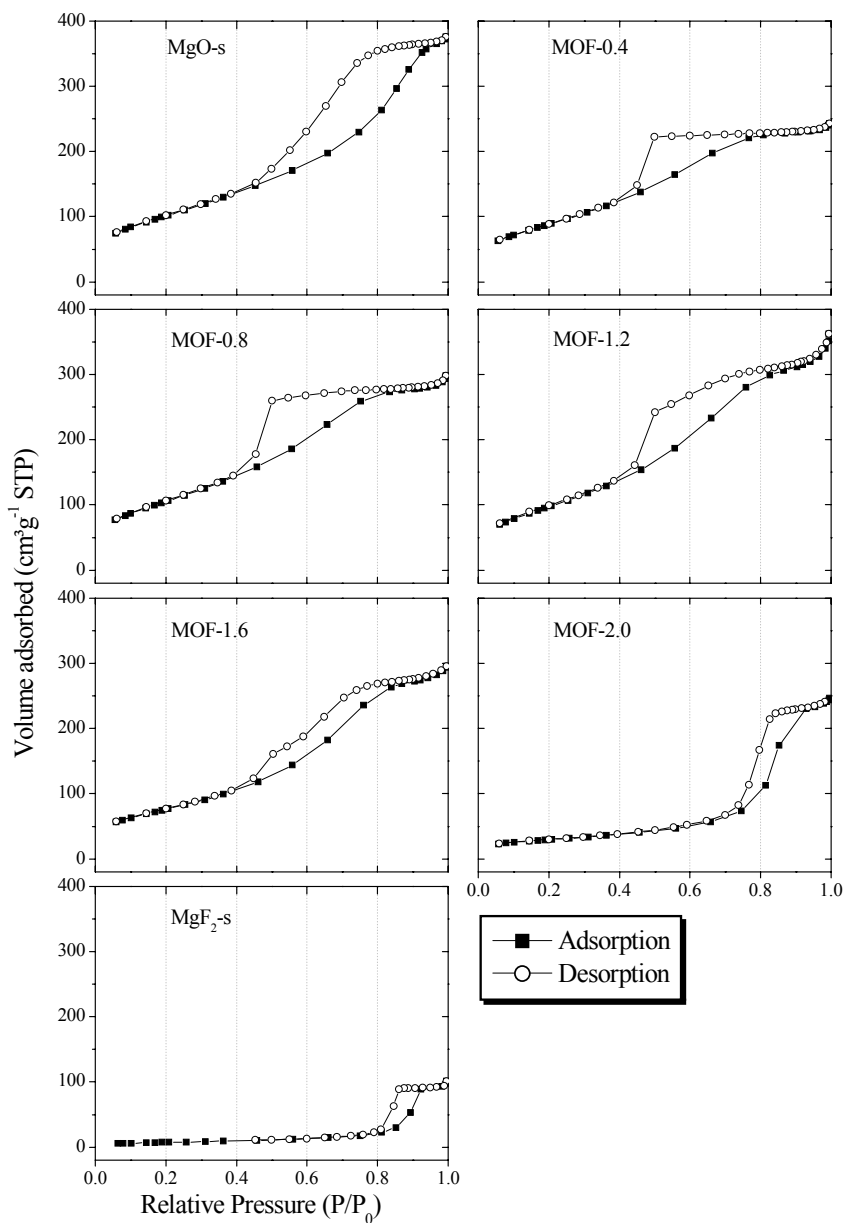 MgO-s
MOF-0.4
400
300
200
100
0
MOF-0.8
MOF-1.2
400
300
200
100
0
MOF-1.6
MOF-2.0
400
300
200
100
0
0.0 0.2 0.4 0.6 0.8 1.0
MgF₂-s
400
300
200
100
0
0.0 0.2 0.4 0.6 0.8 1.0
Adsorption
Desorption
Volume adsorbed (cm³g⁻¹ STP)
Relative Pressure (P/P₀)